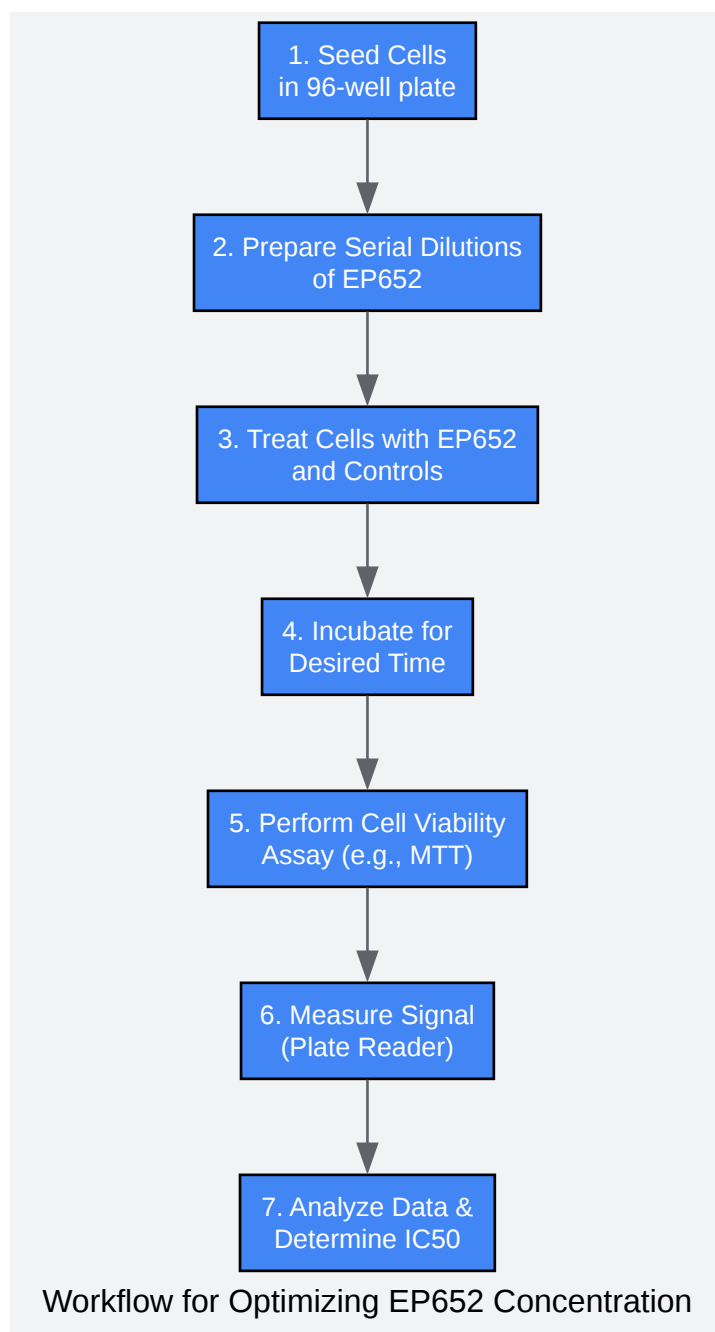 1. Seed Cells
in 96-well plate
2. Prepare Serial Dilutions
of EP652
3. Treat Cells with EP652
and Controls
4. Incubate for
Desired Time
5. Perform Cell Viability
Assay (e.g., MTT)
6. Measure Signal
(Plate Reader)
7. Analyze Data &
Determine IC50
Workflow for Optimizing EP652 Concentration